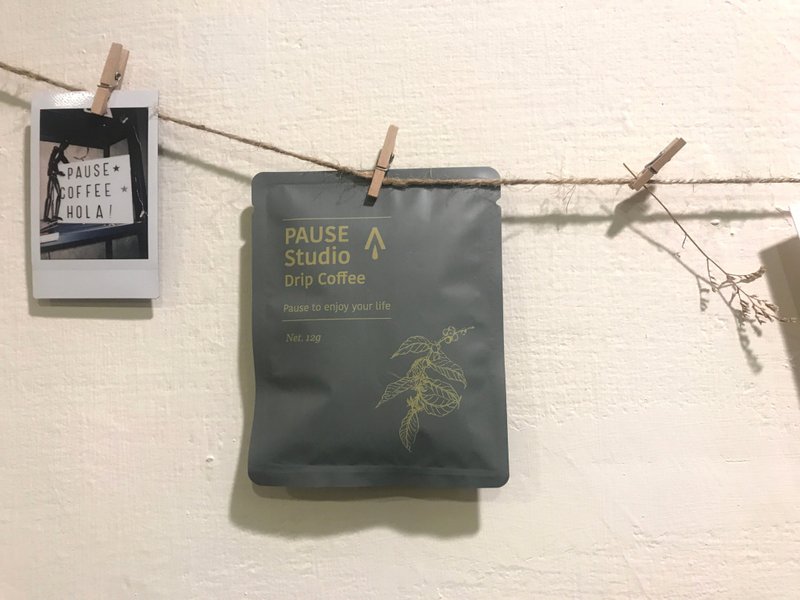 PAUSE★
COFFEE ★
HOLA!
PAUSE
Studio
Drip Coffee
Pause to enjoy your life
Net. 12g